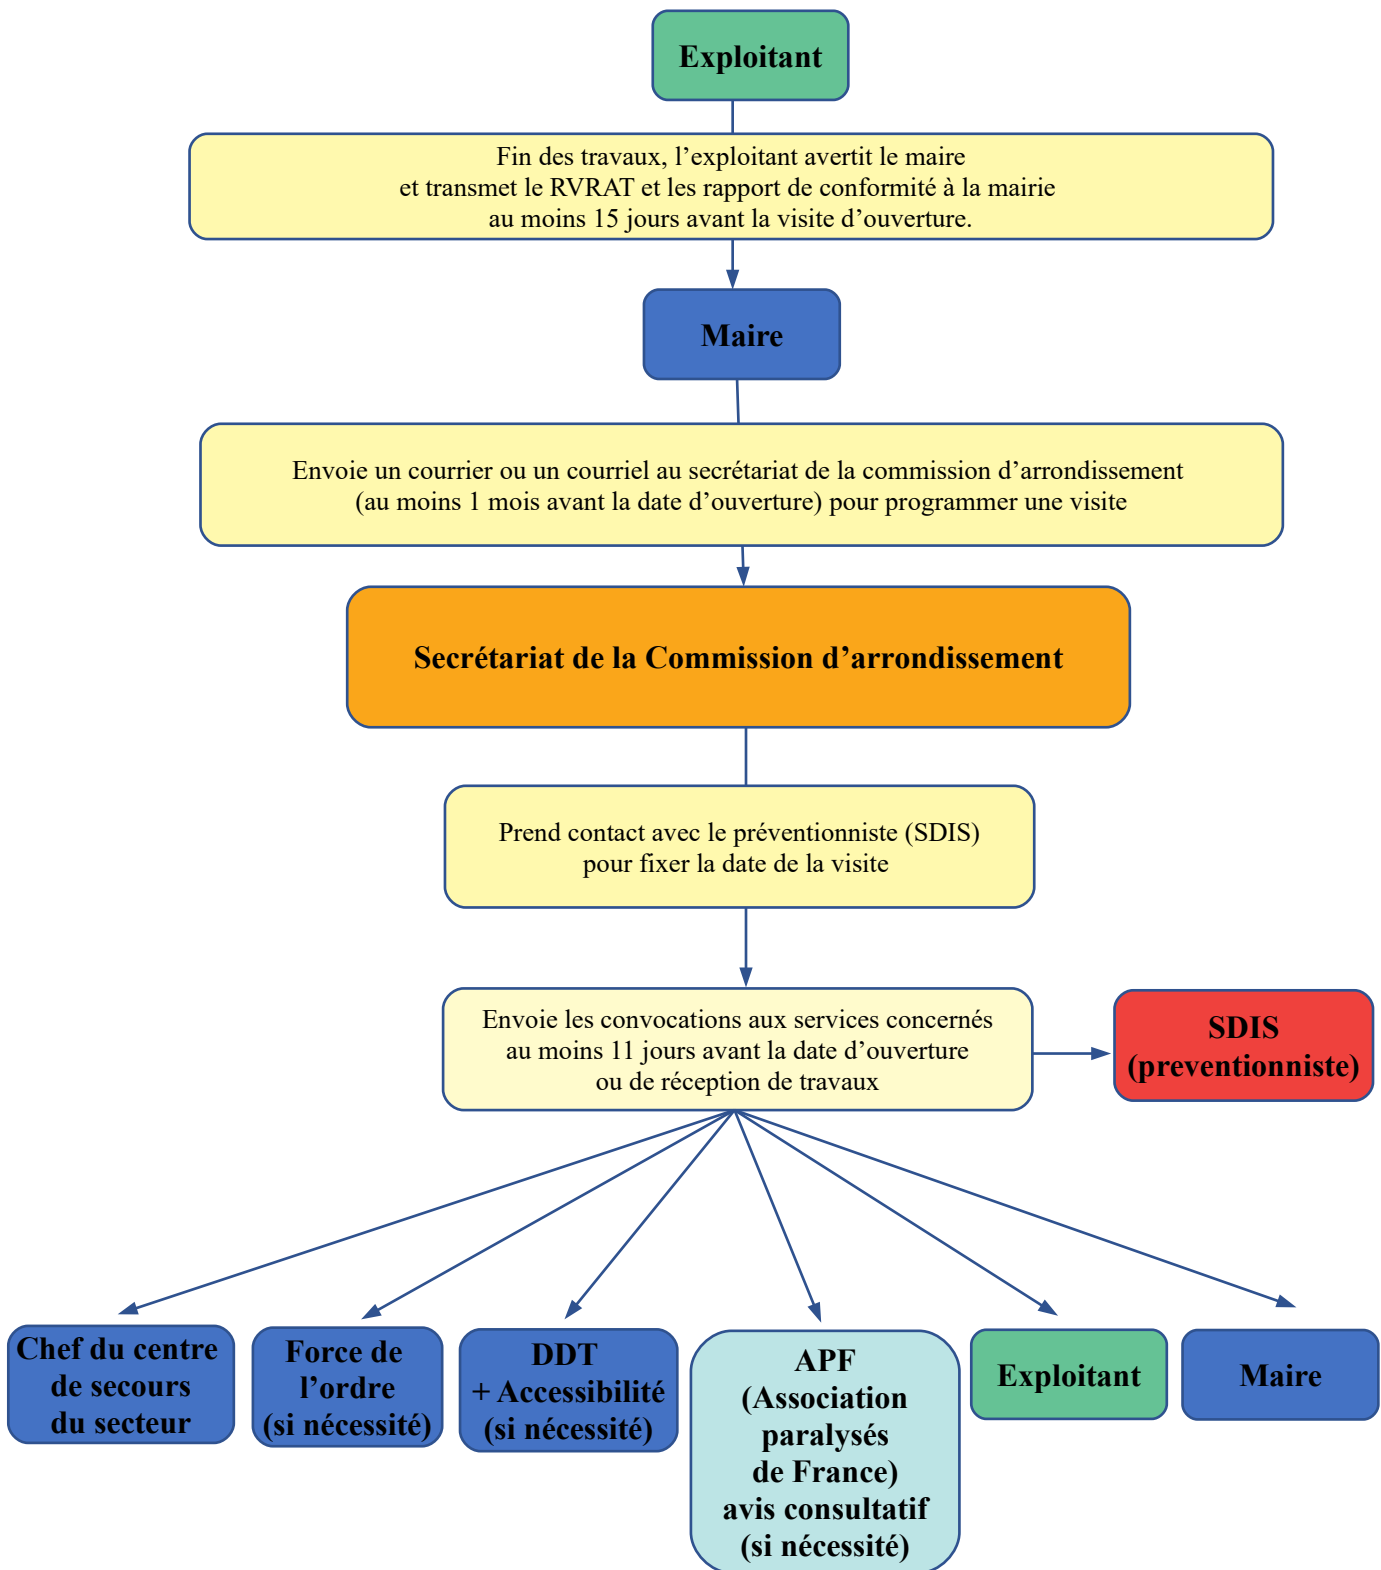 Exploitant
Fin des travaux, l’exploitant avertit le maire
et transmet le RVRAT et les rapport de conformité à la mairie
au moins 15 jours avant la visite d’ouverture.
Maire
Envoie un courrier ou un courriel au secrétariat de la commission d’arrondissement
(au moins 1 mois avant la date d’ouverture) pour programmer une visite
Secrétariat de la Commission d’arrondissement
Prend contact avec le préventionniste (SDIS)
pour fixer la date de la visite
Envoie les convocations aux services concernés
au moins 11 jours avant la date d’ouverture
ou de réception de travaux
SDIS
(preventionniste)
Chef du centre
de secours
du secteur
Force de
l’ordre
(si nécessité)
DDT
+ Accessibilité
(si nécessité)
APF
(Association
paralysés
de France)
avis consultatif
(si nécessité)
Exploitant
Maire